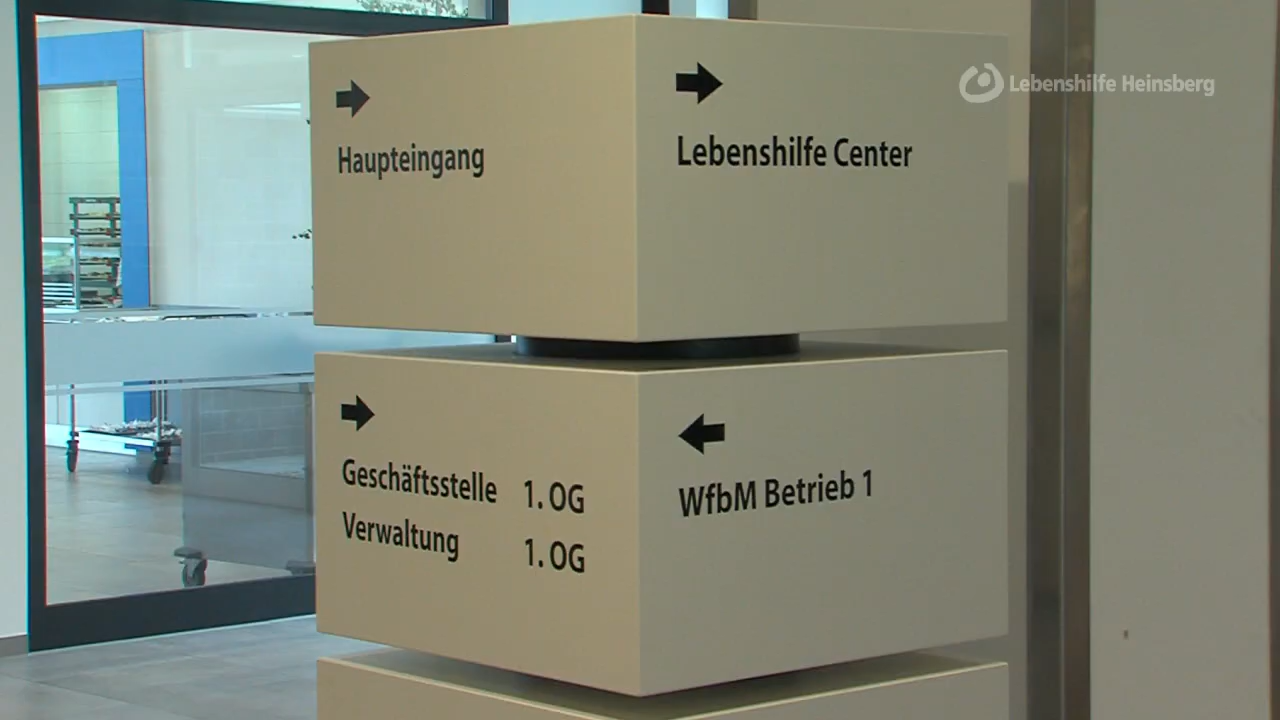 Haupteingang
Lebenshilfe Center
Lebenshilfe Heinsberg
Geschäftsstelle 1. OG
Verwaltung 1. OG
WfbM Betrieb 1